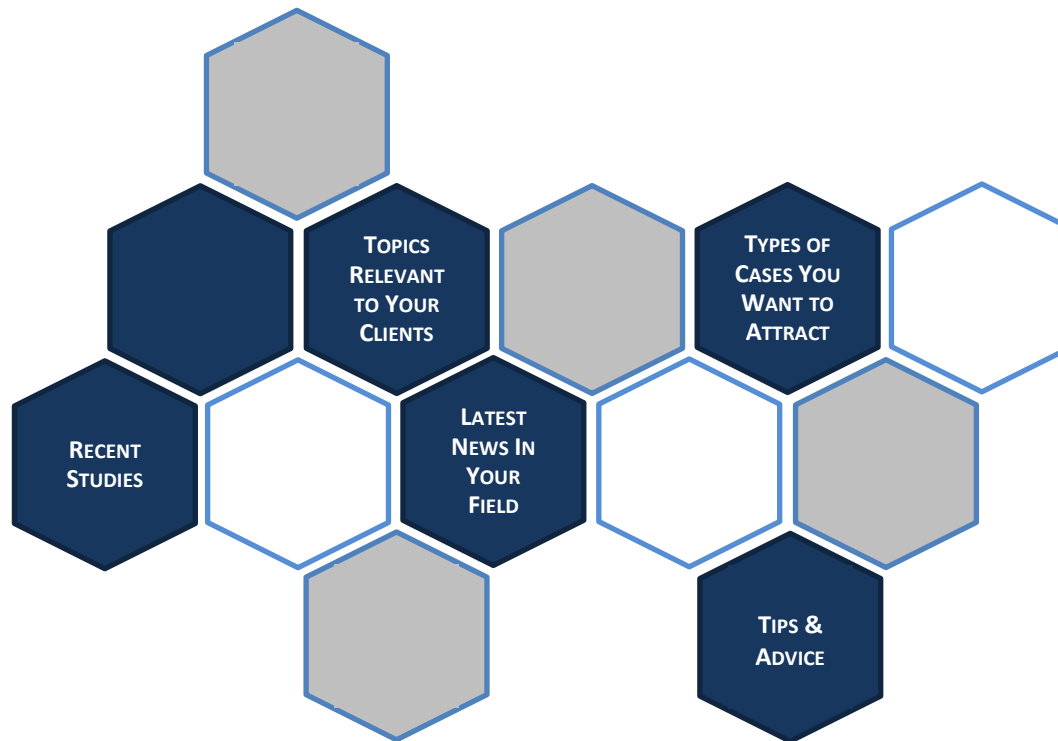 Topics
Relevant
to Your
Clients
Types of
Cases You
Want to
Attract
Recent
Studies
Latest
News In
Your
Field
Tips &
Advice